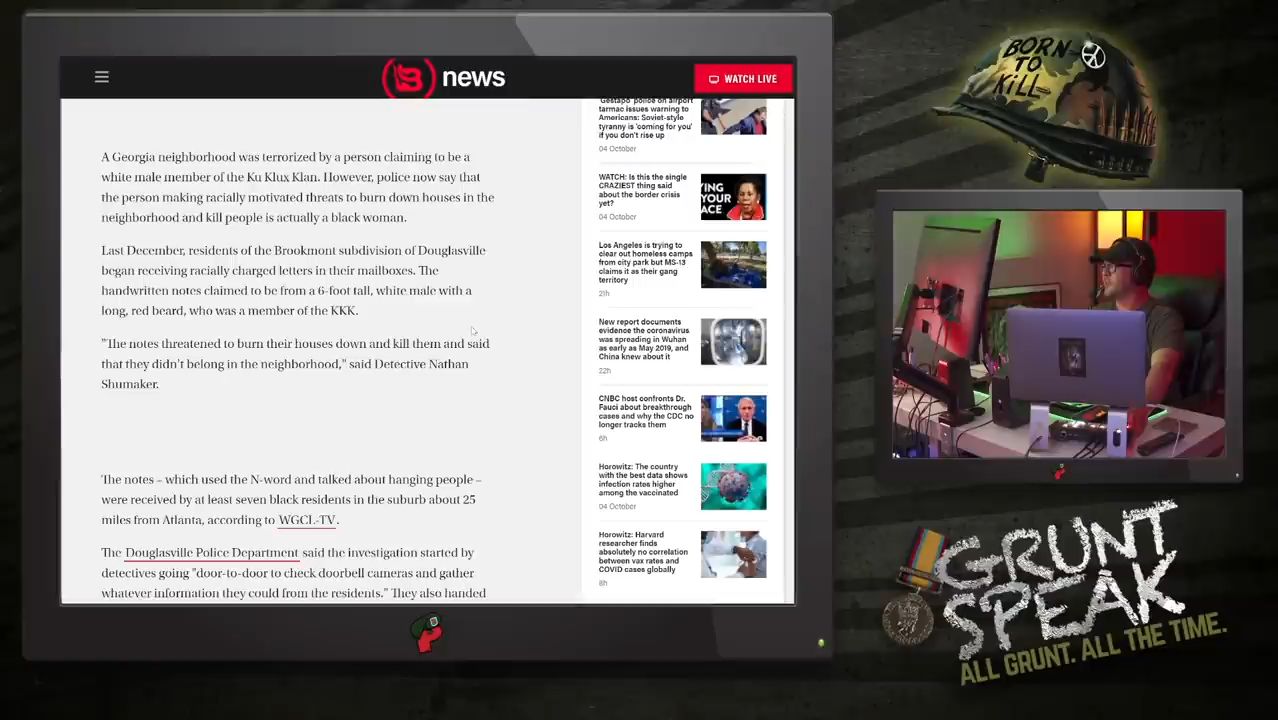 news
WATCH LIVE
A Georgia neighborhood was terrorized by a person claiming to be a
white male member of the Ku Klux Klan. However, police now say that
the person making racially motivated threats to burn down houses in the
neighborhood and kill people is actually a black woman.
Last December, residents of the Brookmont subdivision of Douglasville
began receiving racially charged letters in their mailboxes. The
handwritten notes claimed to be from a 6-foot tall, white male with a
long, red beard, who was a member of the KKK.
"The notes threatened to burn their houses down and kill them and said
that they didn't belong in the neighborhood," said Detective Nathan
Shumaker.
The notes – which used the N-word and talked about hanging people –
were received by at least seven black residents in the suburb about 25
miles from Atlanta, according to WGCL-TV.
The Douglasville Police Department said the investigation started by
detectives going "door-to-door to check doorbell cameras and gather
whatever information they could from the residents." They also handed
'Gestapo' police on airport
tarmac issues warning to
Americans: Soviet-style
tyranny is 'coming for you'
if you don't rise up
04 October
WATCH: Is this the single
CRAZIEST thing said
about the border crisis
yet?
04 October
YING
YOUR
ACE
Los Angeles is trying to
clear out homeless camps
from city park but MS-13
claims it as their gang
territory
21h
New report documents
evidence the coronavirus
was spreading in Wuhan
as early as May 2019, and
China knew about it
22h
CNBC host confronts Dr.
Fauci about breakthrough
cases and why the CDC no
longer tracks them
6h
Horowitz: The country
with the best data shows
infection rates higher
among the vaccinated
04 October
Horowitz: Harvard
researcher finds
absolutely no correlation
between vax rates and
COVID cases globally
8h
BORN
TO
KILL
GRUNT
SPEAK
ALL GRUNT. ALL THE TIME.